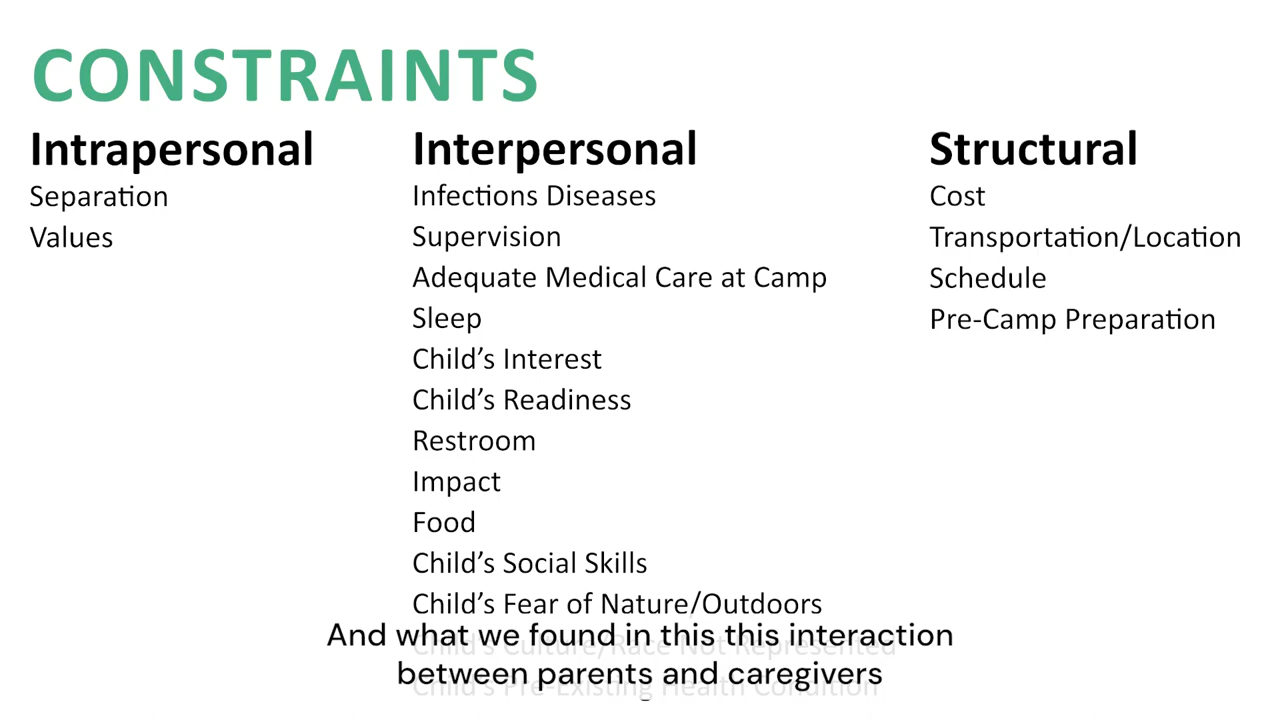 CONSTRAINTS
Intrapersonal
Separation
Values
Interpersonal
Infections Diseases
Supervision
Adequate Medical Care at Camp
Sleep
Child’s Interest
Child’s Readiness
Restroom
Impact
Food
Child’s Social Skills
Child’s Fear of Nature/Outdoors
Child’s Culture/Race Not Represented
Child’s Pre-Existing Health Condition
Structural
Cost
Transportation/Location
Schedule
Pre-Camp Preparation
And what we found in this this interaction
between parents and caregivers